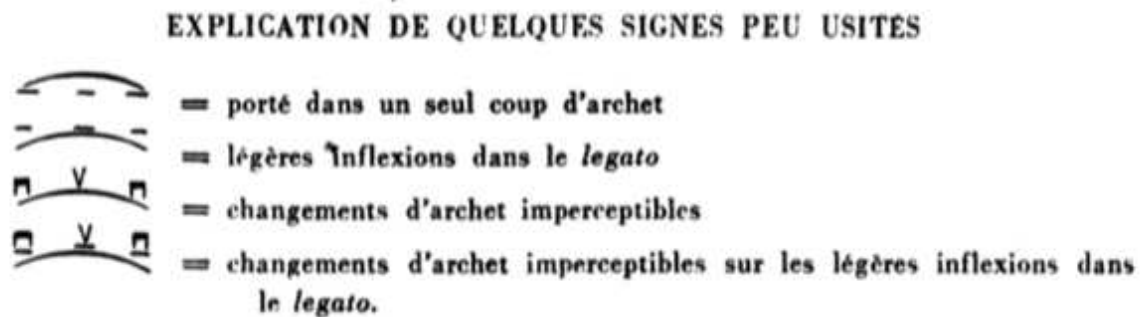 EXPLICATION DE QUELQUES SIGNES PEU USITÉS
= porté dans un seul coup d'archet
= légères inflexions dans le legato
= changements d'archet imperceptibles
= changements d'archet imperceptibles sur les légères inflexions dans
le legato.